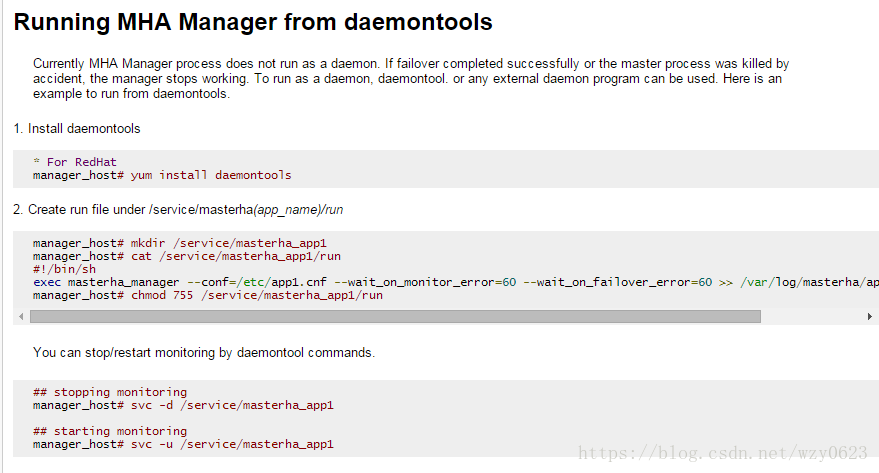 Running MHA Manager from daemontools
Currently MHA Manager process does not run as a daemon. If failover completed successfully or the master process was killed by
accident, the manager stops working. To run as a daemon, daemontool. or any external daemon program can be used. Here is an
example to run from daemontools.
1. Install daemontools
* For RedHat
manager_host# yum install daemontools
2. Create run file under /service/masterha(app_name)/run
manager_host# mkdir /service/masterha_app1
manager_host# cat /service/masterha_app1/run
#!/bin/sh
exec masterha_manager --conf=/etc/app1.cnf --wait_on_monitor_error=60 --wait_on_failover_error=60 >> /var/log/masterha/ap
manager_host# chmod 755 /service/masterha_app1/run
You can stop/restart monitoring by daemontool commands.
## stopping monitoring
manager_host# svc -d /service/masterha_app1
## starting monitoring
manager_host# svc -u /service/masterha_app1
https://blog.csdn.net/wzy0623